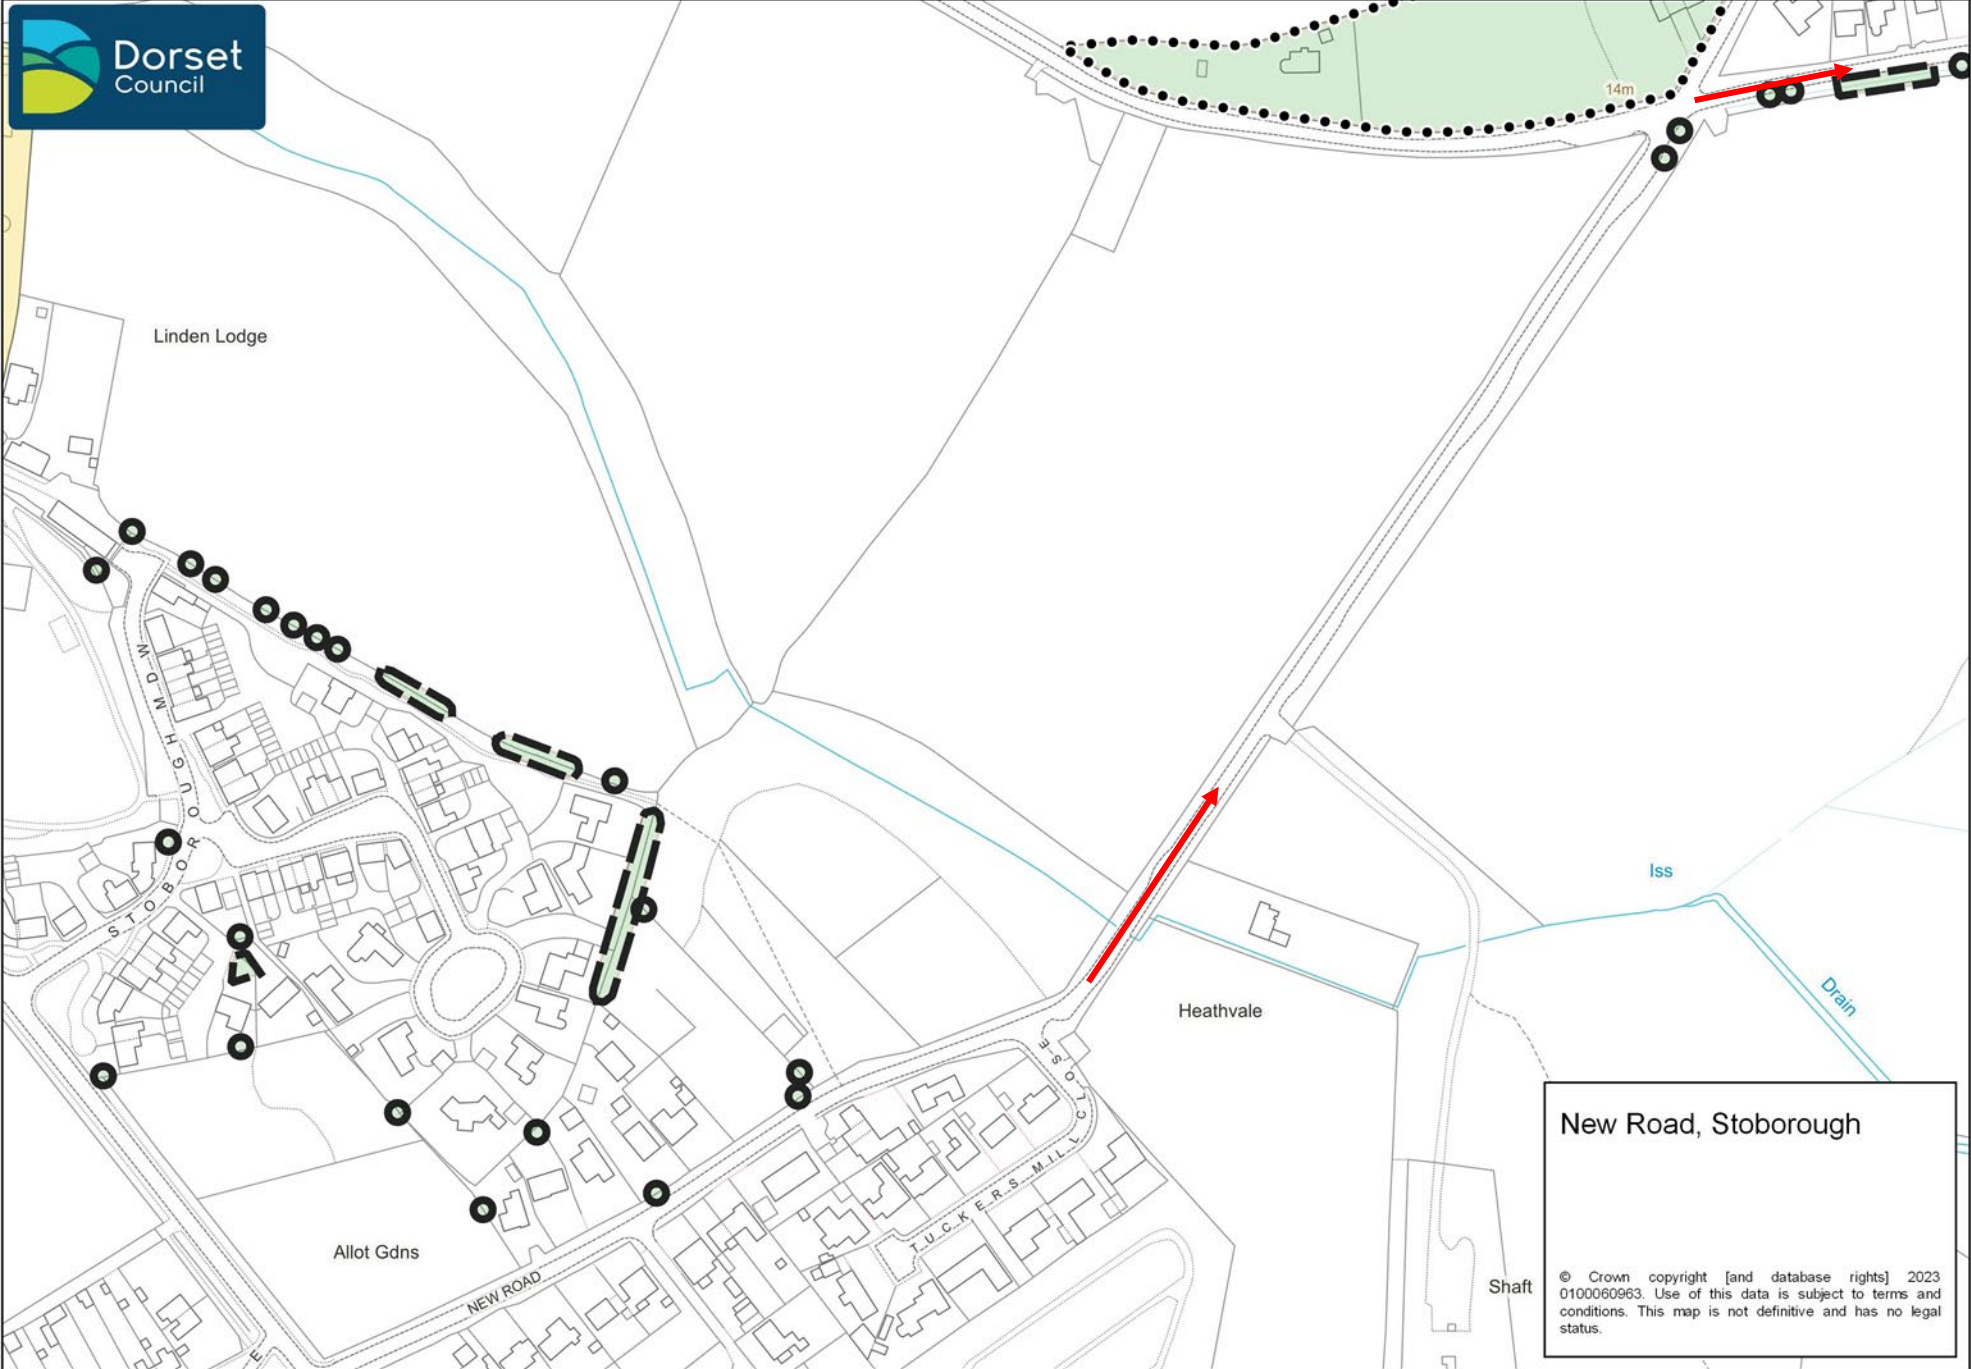 Dorset
Council
14m
Linden Lodge
STOBOROUGH MDW
Iss
Drain
Heathvale
TUCKERS MILL CLOSE
New Road, Stoborough
Allot Gdns
NEW ROAD
Shaft
© Crown copyright [and database rights] 2023
0100060963. Use of this data is subject to terms and
conditions. This map is not definitive and has no legal
status.
E